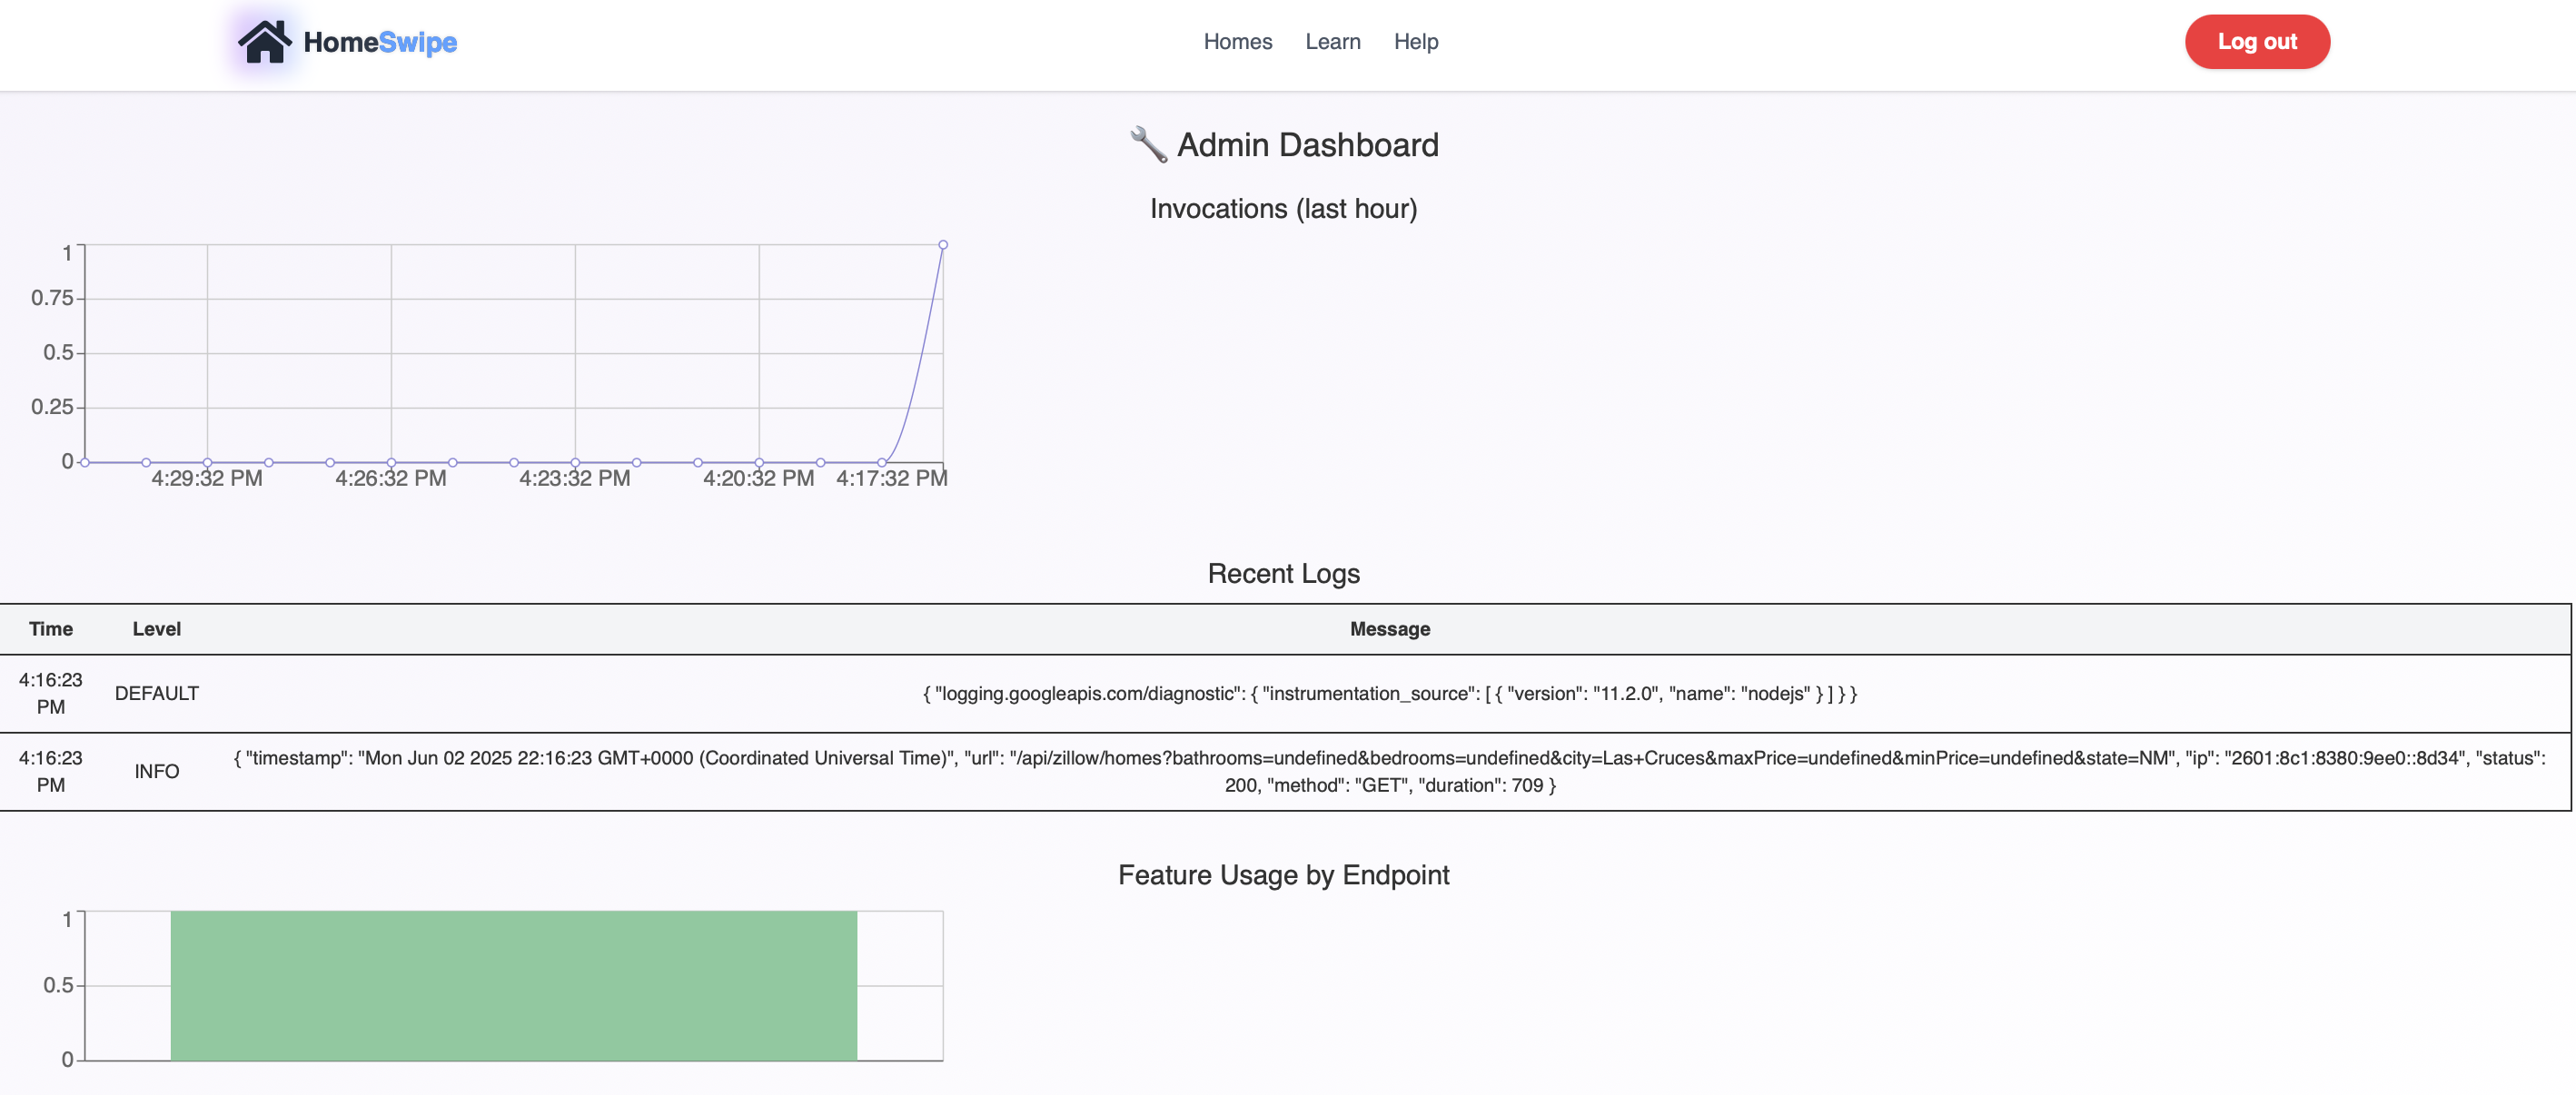 HomeSwipe
Homes Learn Help
Log out
🔧 Admin Dashboard
Invocations (last hour)
1
0.75
0.5
0.25
0
4:29:32 PM 4:26:32 PM 4:23:32 PM 4:20:32 PM 4:17:32 PM
Recent Logs
Time Level Message
4:16:23
PM
DEFAULT
{ "logging.googleapis.com/diagnostic": { "instrumentation_source": [ { "version": "11.2.0", "name": "nodejs" } ] } }
4:16:23
PM
INFO
{ "timestamp": "Mon Jun 02 2025 22:16:23 GMT+0000 (Coordinated Universal Time)", "url": "/api/zillow/homes?bathrooms=undefined&bedrooms=undefined&city=Las+Cruces&maxPrice=undefined&minPrice=undefined&state=NM", "ip": "2601:8c1:8380:9ee0::8d34", "status":
200, "method": "GET", "duration": 709 }
Feature Usage by Endpoint
1
0.5
0